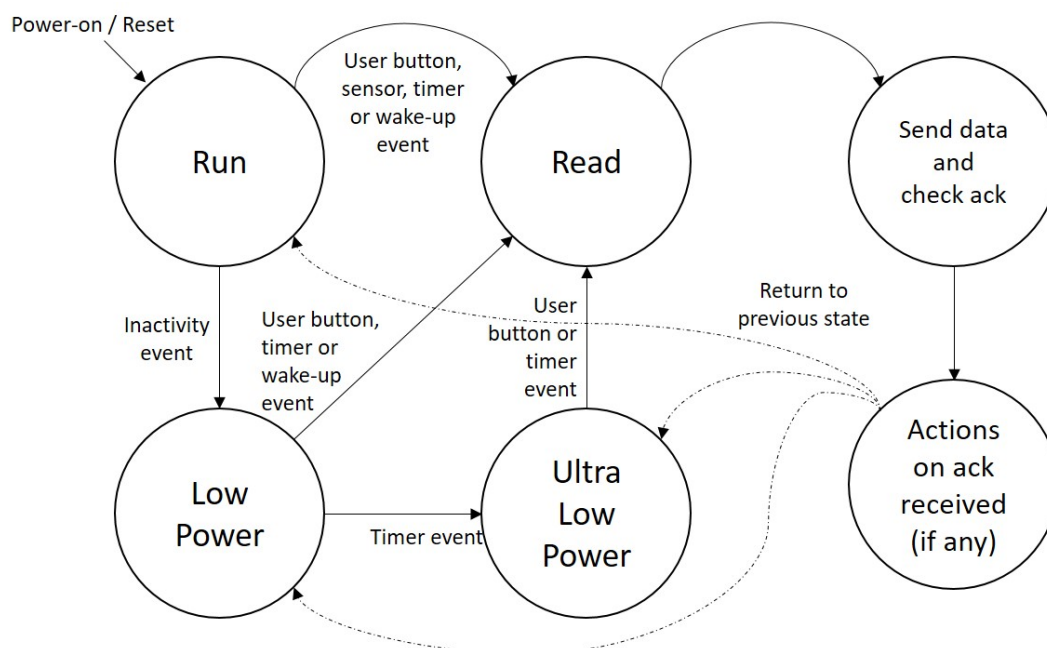 Power-on / Reset
Run
User button,
sensor, timer
or wake-up
event
Read
Send data
and
check ack
Inactivity
event
User button,
timer or
wake-up
event
User
button or
timer
event
Return to
previous state
Low
Power
Timer event
Ultra
Low
Power
Actions
on ack
received
(if any)